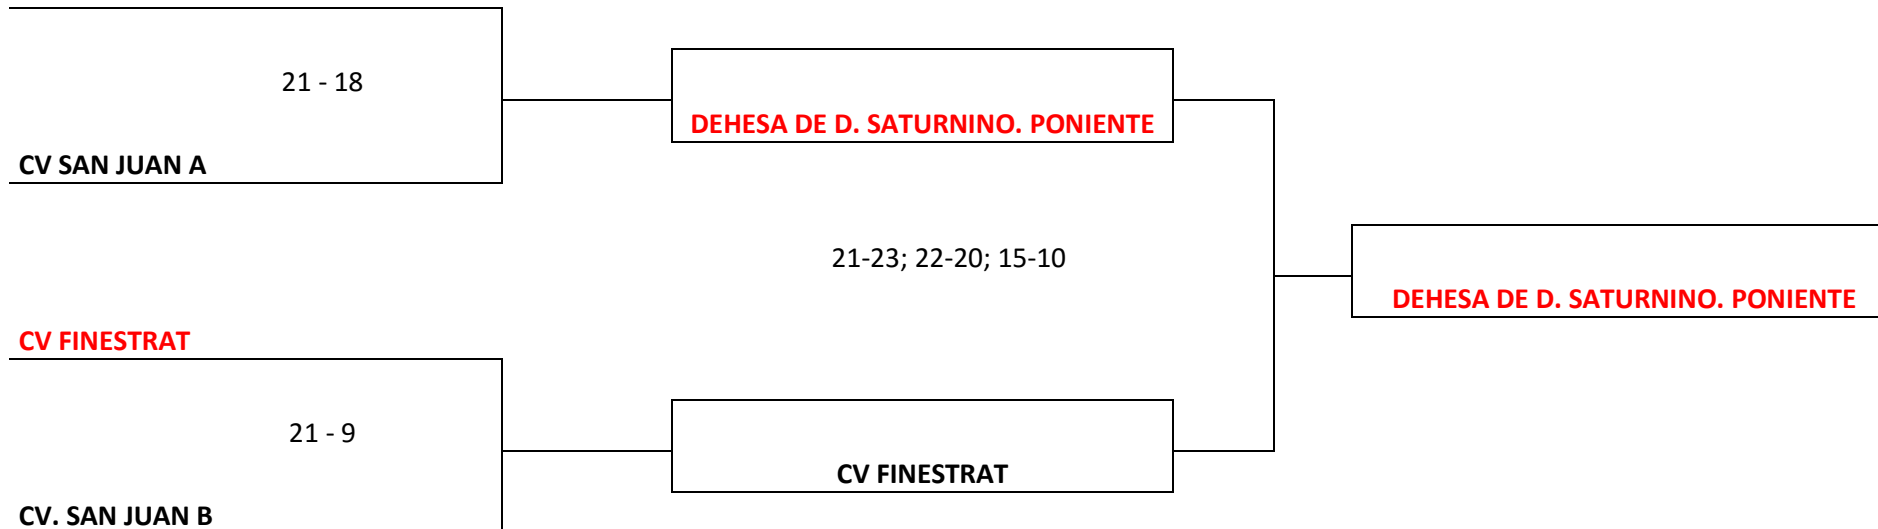 21 - 18
DEHESA DE D. SATURNINO. PONIENTE
CV SAN JUAN A
21-23; 22-20; 15-10
DEHESA DE D. SATURNINO. PONIENTE
CV FINESTRAT
21 - 9
CV FINESTRAT
CV. SAN JUAN B